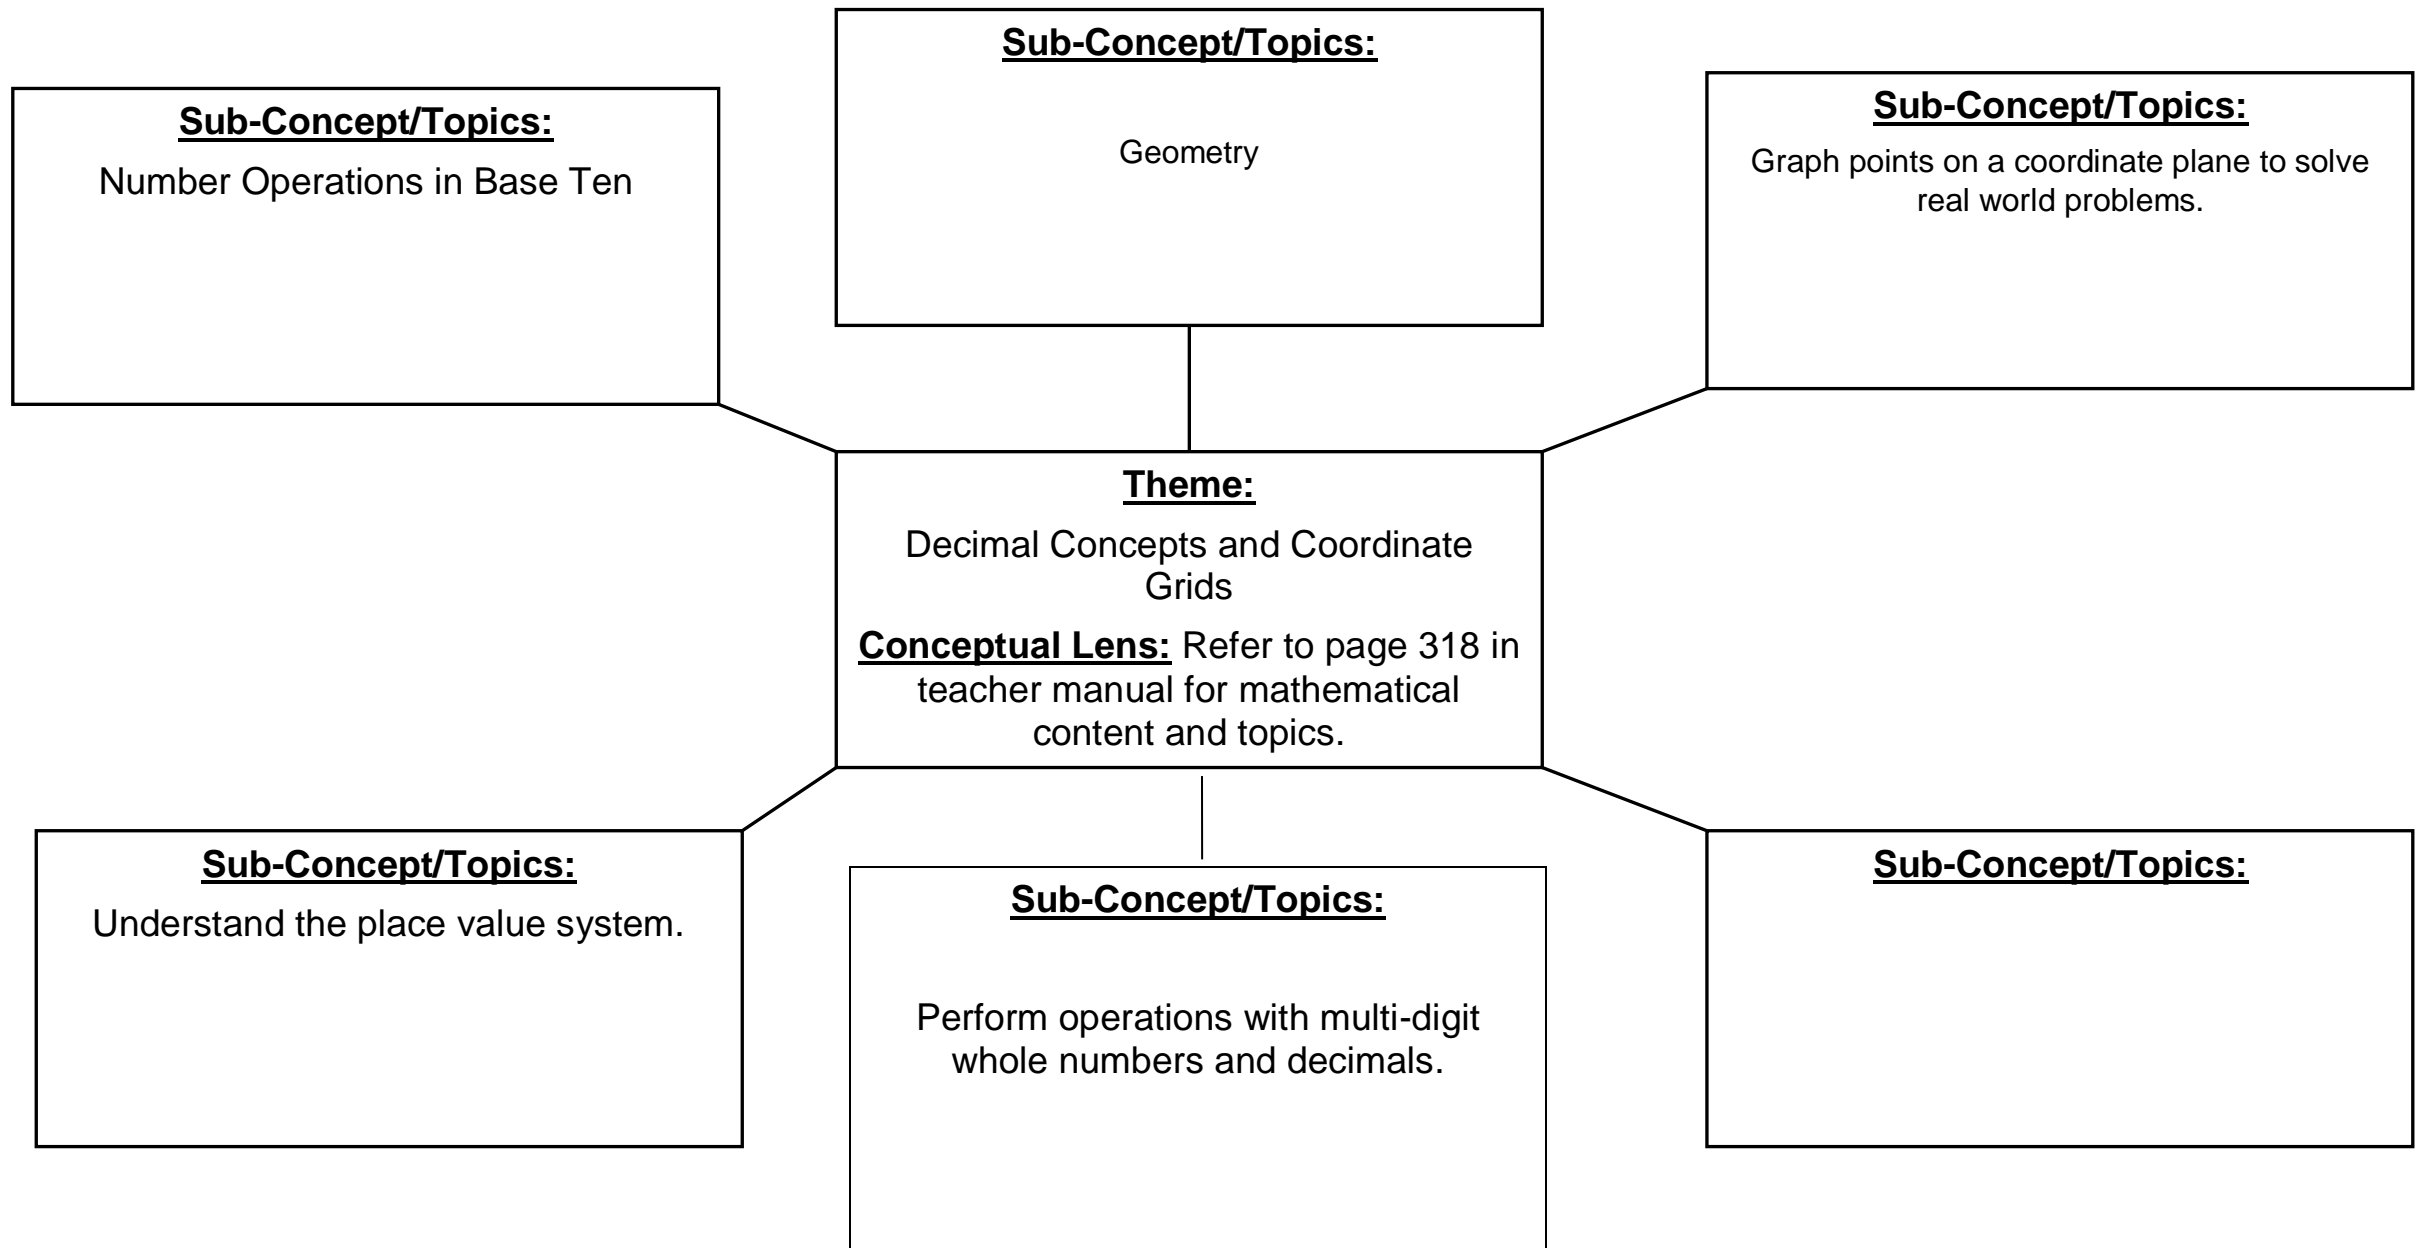 Sub-Concept/Topics:
Number Operations in Base Ten
Sub-Concept/Topics:
Geometry
Sub-Concept/Topics:
Graph points on a coordinate plane to solve
real world problems.
Theme:
Decimal Concepts and Coordinate
Grids
Conceptual Lens: Refer to page 318 in
teacher manual for mathematical
content and topics.
Sub-Concept/Topics:
Understand the place value system.
Sub-Concept/Topics:
Perform operations with multi-digit
whole numbers and decimals.
Sub-Concept/Topics: